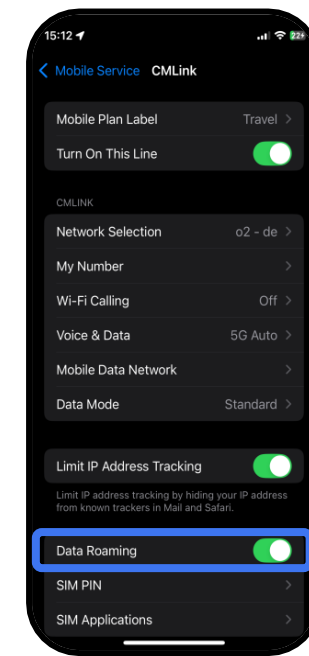 15:12
22+
Mobile Service CMLink
Mobile Plan Label Travel
Turn On This Line
CMLINK
Network Selection o2 - de
My Number
Wi-Fi Calling Off
Voice & Data 5G Auto
Mobile Data Network
Data Mode Standard
Limit IP Address Tracking
Limit IP address tracking by hiding your IP address
from known trackers in Mail and Safari.
Data Roaming
SIM PIN
SIM Applications